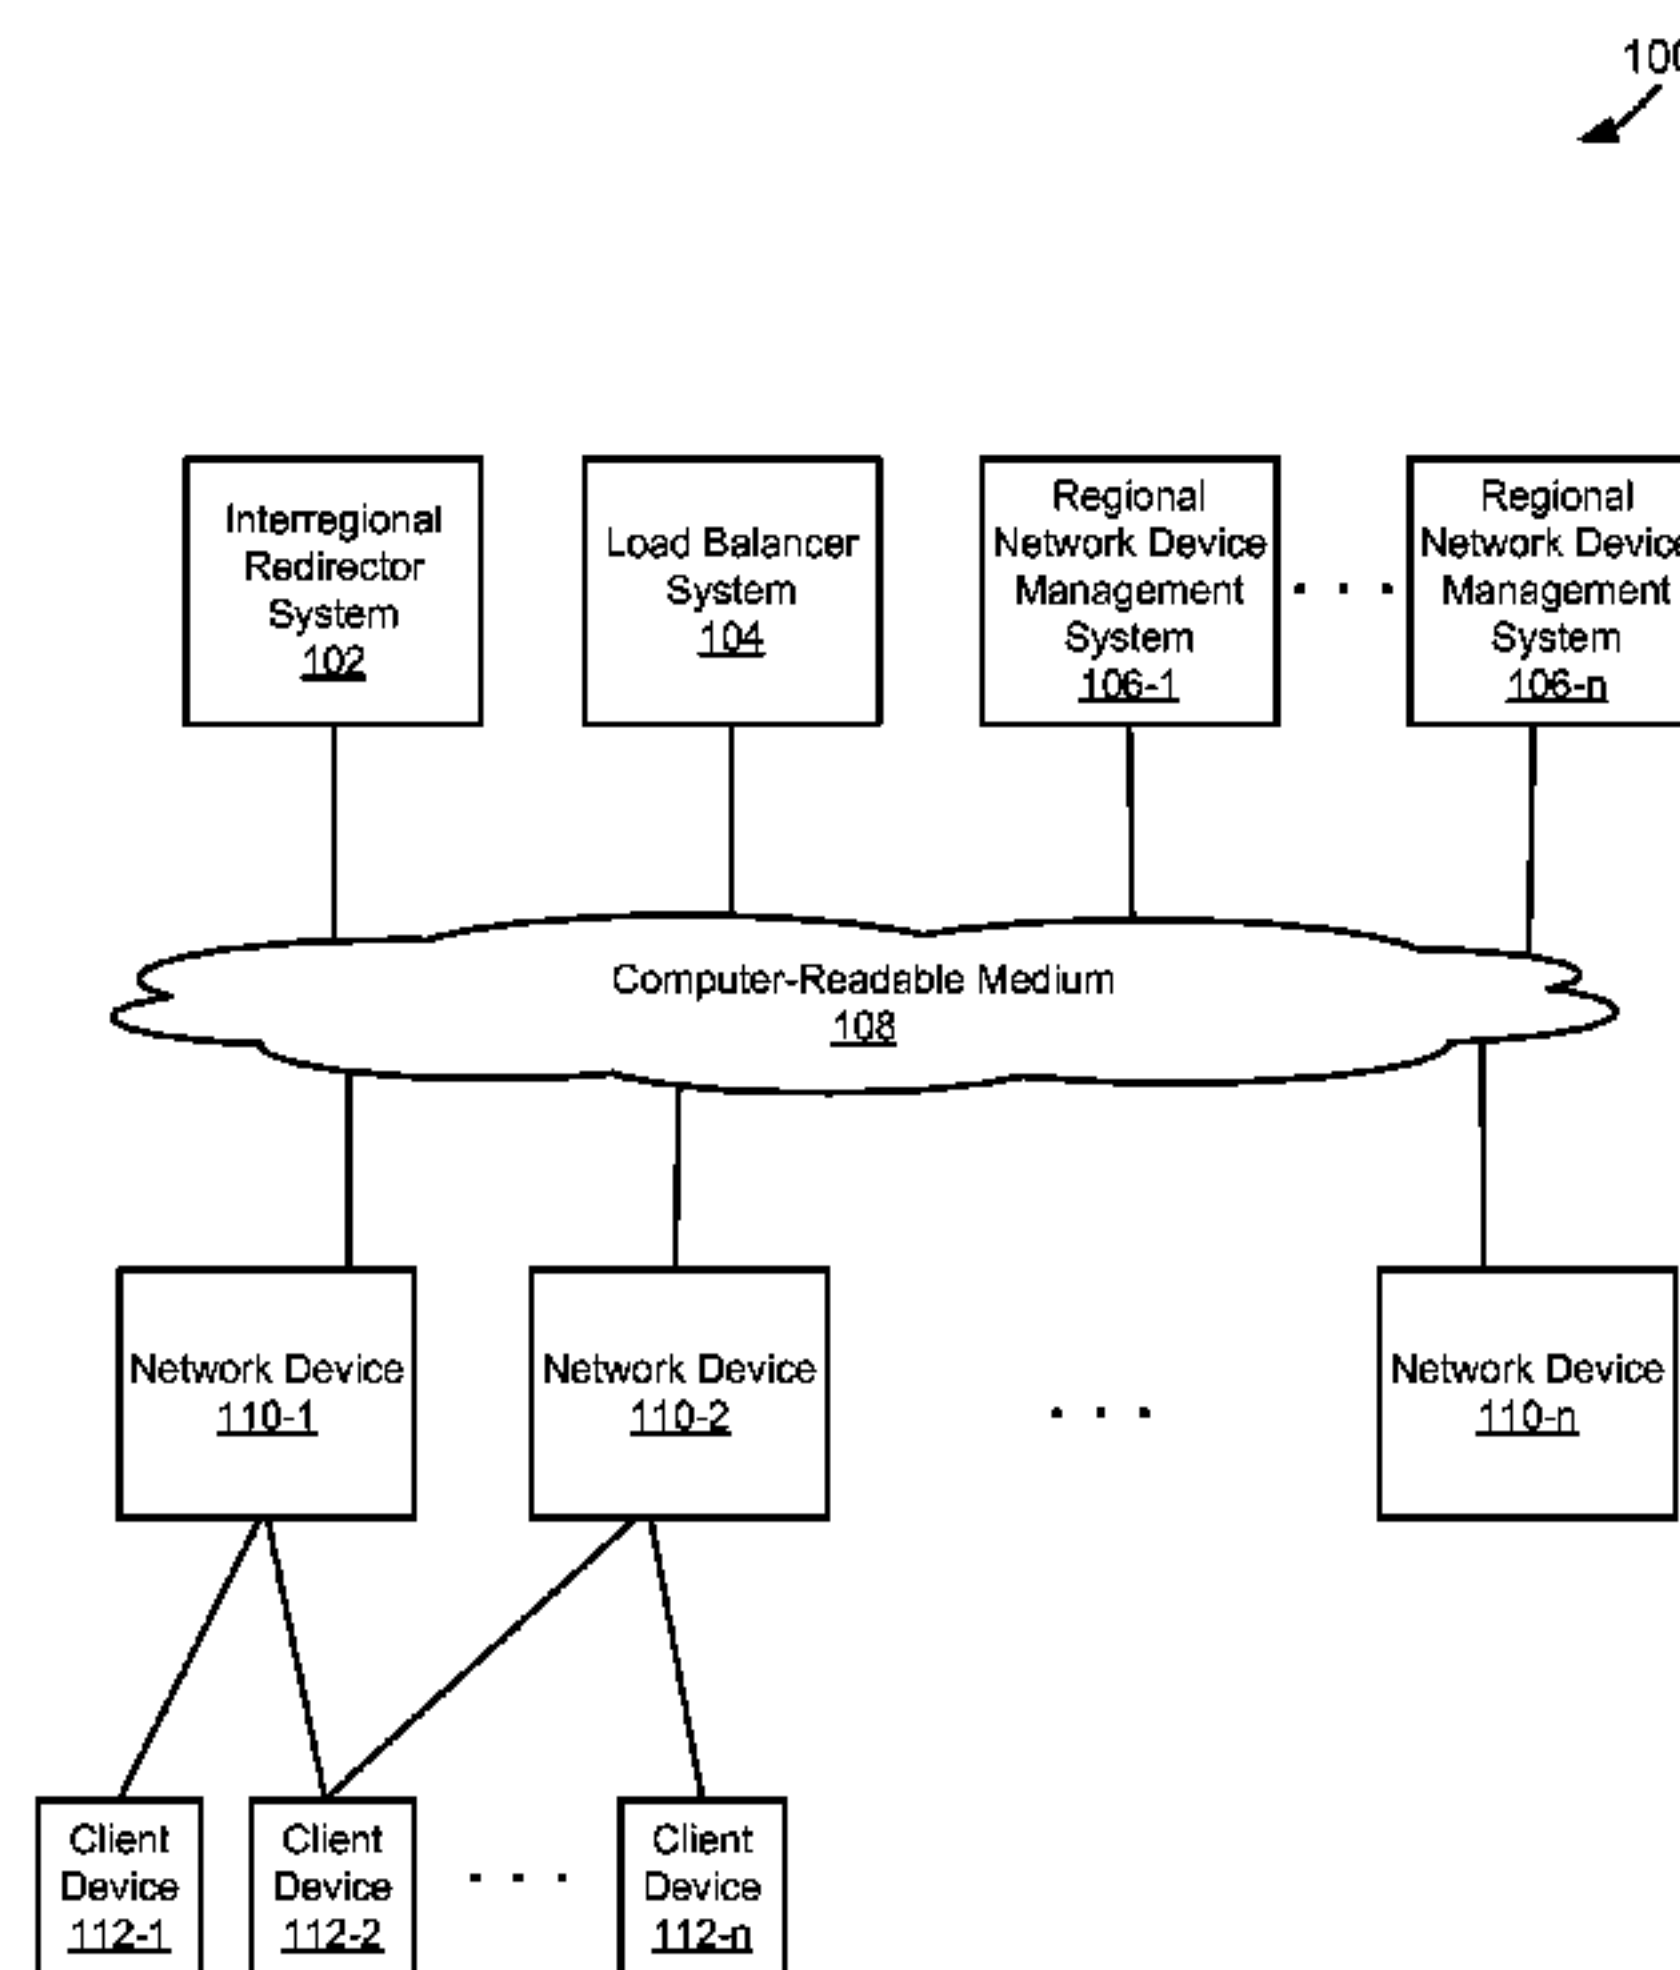 100
Interregional
Redirector
System
102
Load Balancer
System
104
Regional
Network Device
Management
System
106-1
. . .
Regional
Network Device
Management
System
106-n
Computer-Readable Medium
108
Network Device
110-1
Network Device
110-2
. . .
Network Device
110-n
Client
Device
112-1
Client
Device
112-2
. . .
Client
Device
112-n